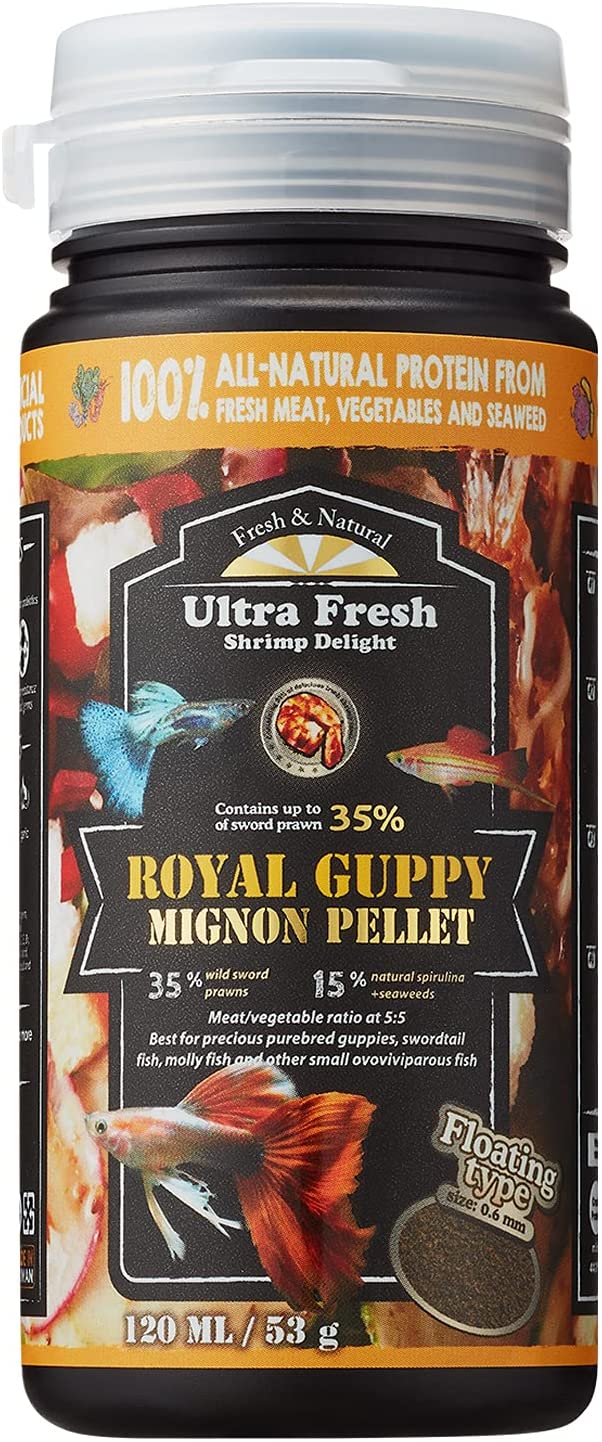 100% ALL-NATURAL PROTEIN FROM
FRESH MEAT, VEGETABLES AND SEAWEED
Fresh & Natural
Ultra Fresh
Shrimp Delight
Contains up to
of sword prawn 35%
ROYAL GUPPY
MIGNON PELLET
35% wild sword
prawns
15% natural spirulina
+seaweeds
Meat/vegetable ratio at 5:5
Best for precious purebred guppies, swordtail
fish, molly fish and other small ovoviviparous fish
Floating
type
size: 0.6 mm
120 ML / 53 g